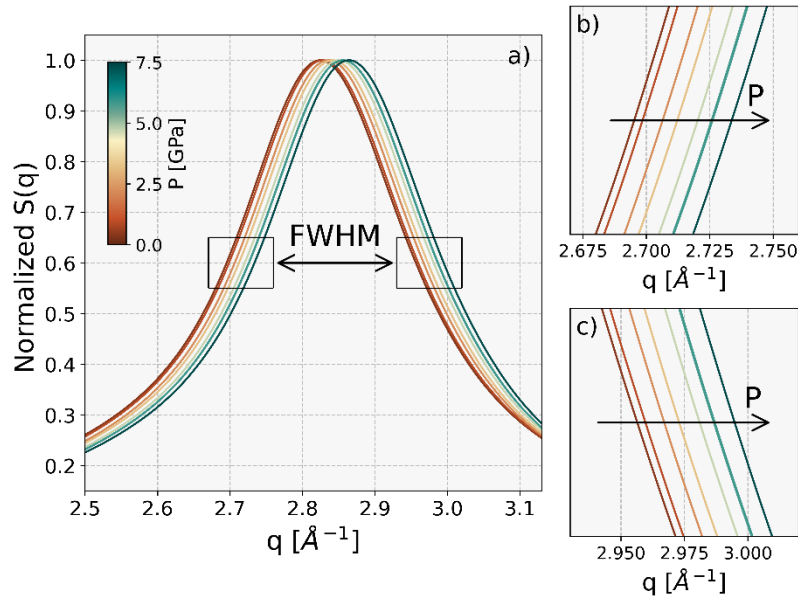 a)
Normalized S(q)
1.0
0.9
0.8
0.7
0.6
0.5
0.4
0.3
0.2
7.5
5.0
2.5
0.0
P [GPa]
FWHM
2.5 2.6 2.7 2.8 2.9 3.0 3.1
q [Å⁻¹]
b)
P
2.675 2.700 2.725 2.750
q [Å⁻¹]
c)
P
2.950 2.975 3.000
q [Å⁻¹]